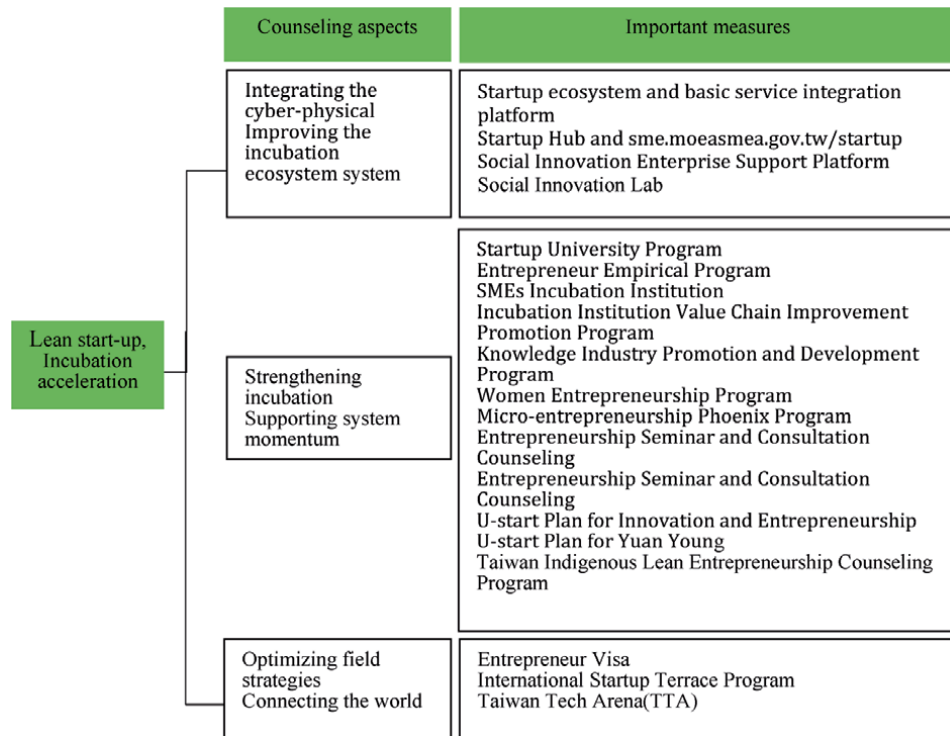 Counseling aspects
Important measures
Integrating the
cyber-physical
Improving the
incubation
ecosystem system
Startup ecosystem and basic service integration
platform
Startup Hub and sme.moeasmea.gov.tw/startup
Social Innovation Enterprise Support Platform
Social Innovation Lab
Lean start-up,
Incubation
acceleration
Strengthening
incubation
Supporting system
momentum
Startup University Program
Entrepreneur Empirical Program
SMEs Incubation Institution
Incubation Institution Value Chain Improvement
Promotion Program
Knowledge Industry Promotion and Development
Program
Women Entrepreneurship Program
Micro-entrepreneurship Phoenix Program
Entrepreneurship Seminar and Consultation
Counseling
Entrepreneurship Seminar and Consultation
Counseling
U-start Plan for Innovation and Entrepreneurship
U-start Plan for Yuan Young
Taiwan Indigenous Lean Entrepreneurship Counseling
Program
Optimizing field
strategies
Connecting the world
Entrepreneur Visa
International Startup Terrace Program
Taiwan Tech Arena(TTA)